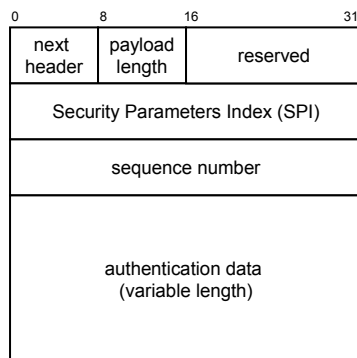 0 8 16 31
next header payload length reserved
Security Parameters Index (SPI)
sequence number
authentication data
(variable length)